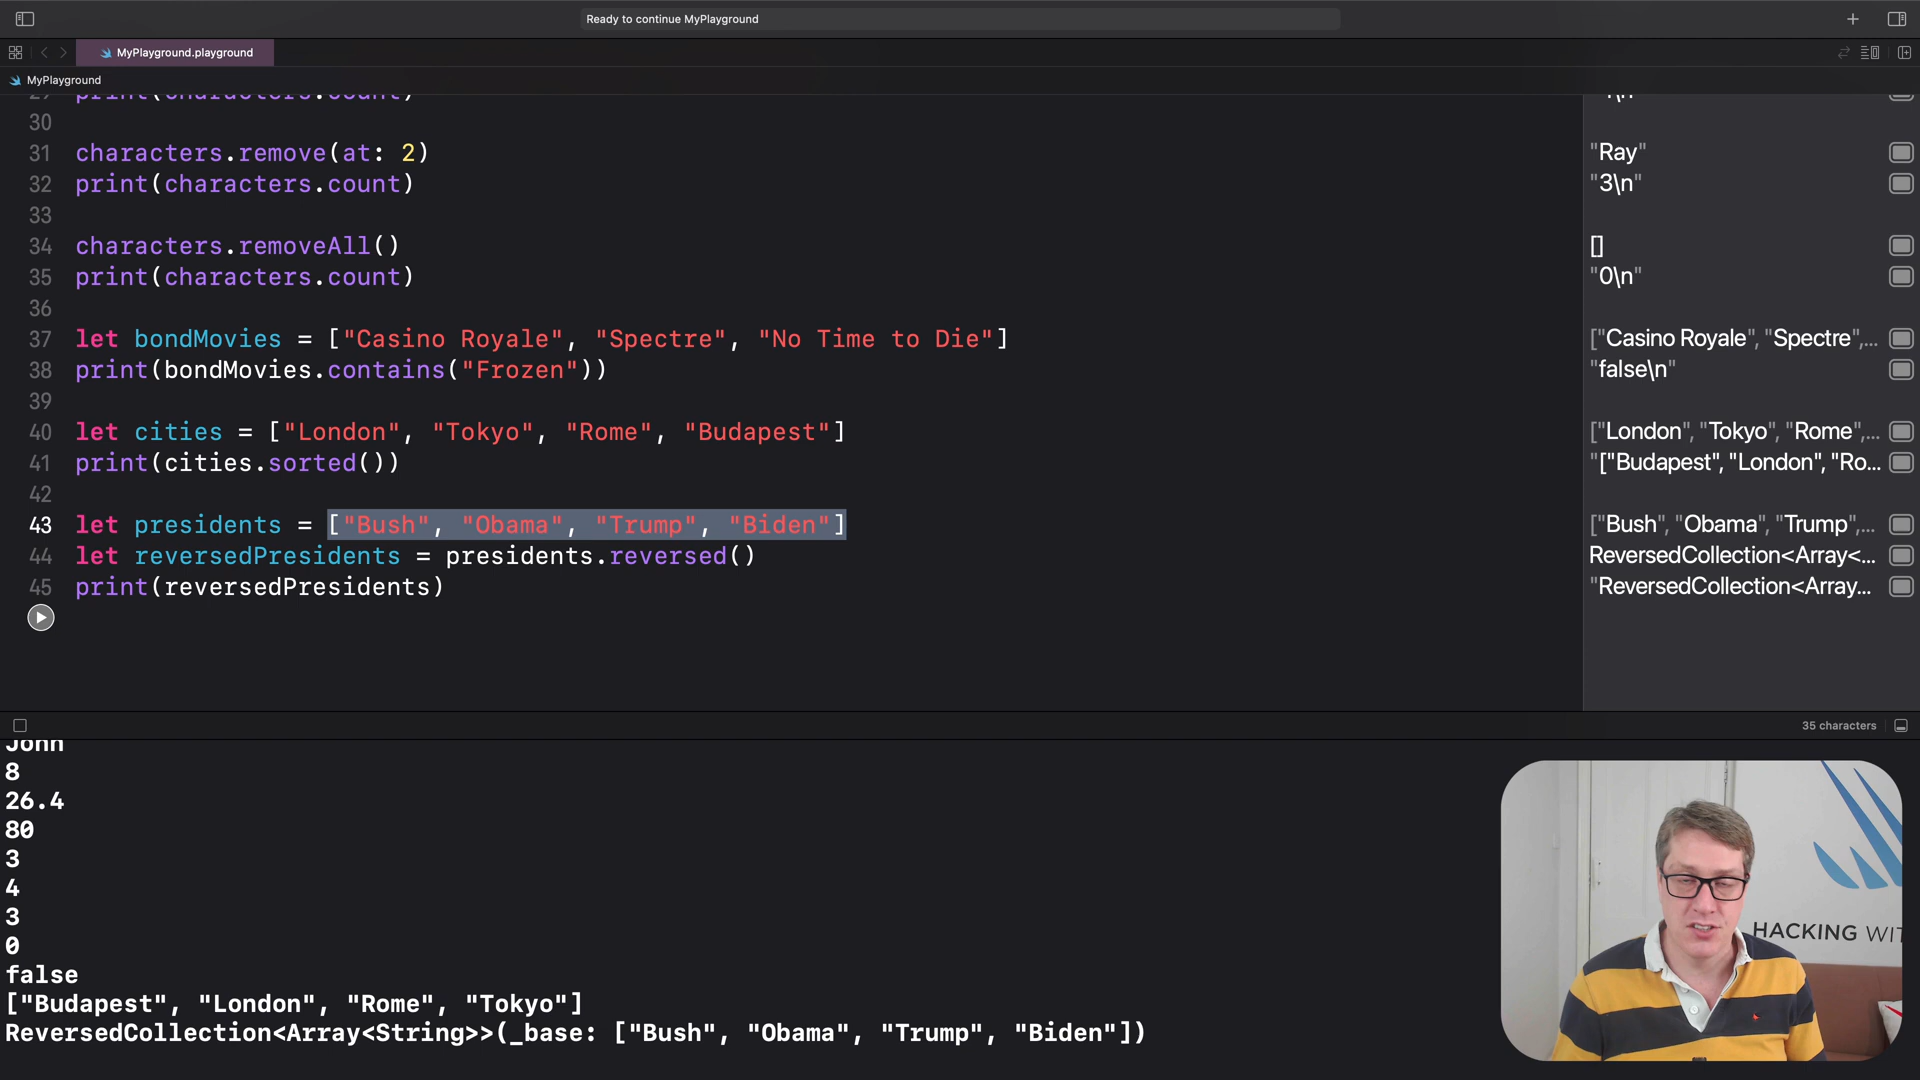 Ready to continue MyPlayground
MyPlayground.playground
MyPlayground
29 print(characters.count)
30
31 characters.remove(at: 2)
"Ray"
32 print(characters.count)
"3\n"
33
34 characters.removeAll()
[]
35 print(characters.count)
"0\n"
36
37 let bondMovies = ["Casino Royale", "Spectre", "No Time to Die"]
["Casino Royale", "Spectre",...
38 print(bondMovies.contains("Frozen"))
"false\n"
39
40 let cities = ["London", "Tokyo", "Rome", "Budapest"]
["London", "Tokyo", "Rome",...
41 print(cities.sorted())
"["Budapest", "London", "Ro...
42
43 let presidents = ["Bush", "Obama", "Trump", "Biden"]
["Bush", "Obama", "Trump",...
44 let reversedPresidents = presidents.reversed()
ReversedCollection<Array<...
45 print(reversedPresidents)
"ReversedCollection<Array...
35 characters
John
8
26.4
80
3
4
3
0
false
["Budapest", "London", "Rome", "Tokyo"]
ReversedCollection<Array<String>>(_base: ["Bush", "Obama", "Trump", "Biden"])
HACKING WIT